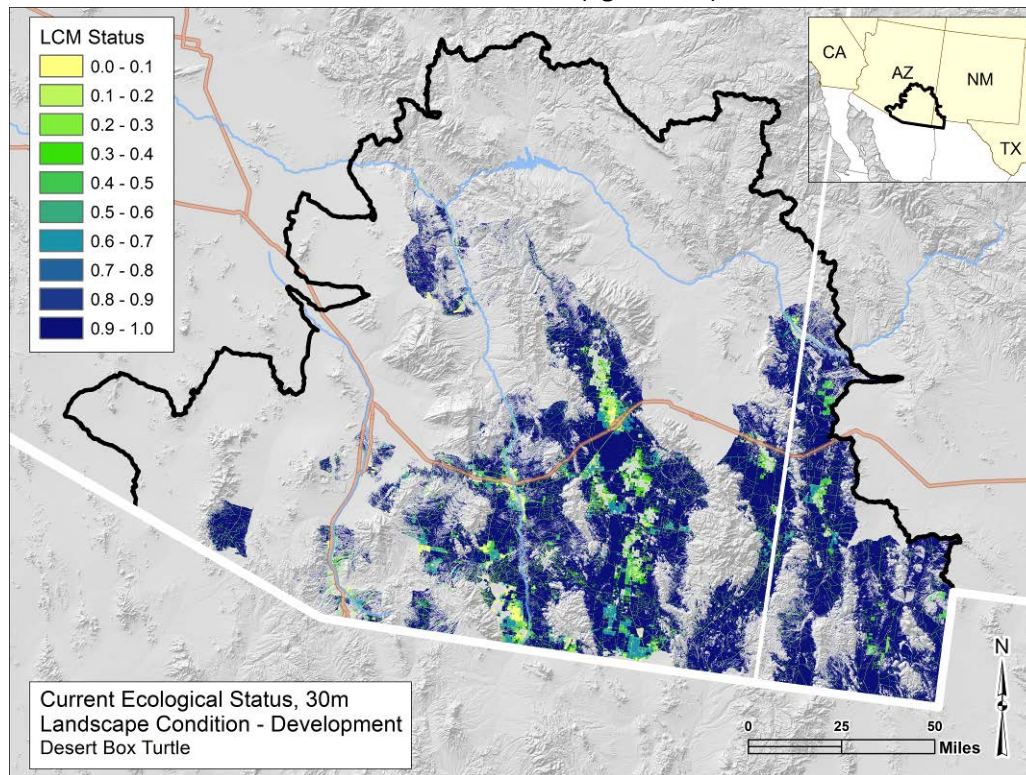 LCM Status
0.0 - 0.1
0.1 - 0.2
0.2 - 0.3
0.3 - 0.4
0.4 - 0.5
0.5 - 0.6
0.6 - 0.7
0.7 - 0.8
0.8 - 0.9
0.9 - 1.0
CA
AZ
NM
TX
Current Ecological Status, 30m
Landscape Condition - Development
Desert Box Turtle
N
0 25 50
Miles